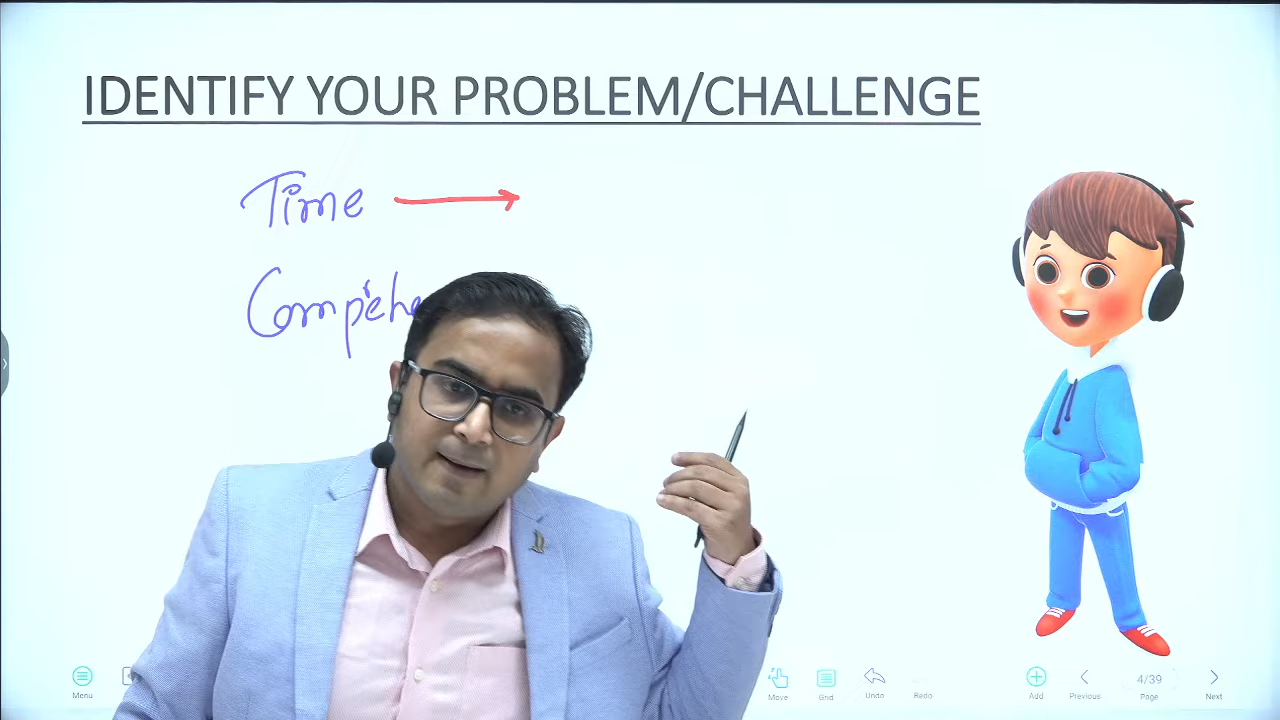 IDENTIFY YOUR PROBLEM/CHALLENGE
Time
Menu
Move
Grid
Undo
Redo
Add
Previous
4/39
Page
Next